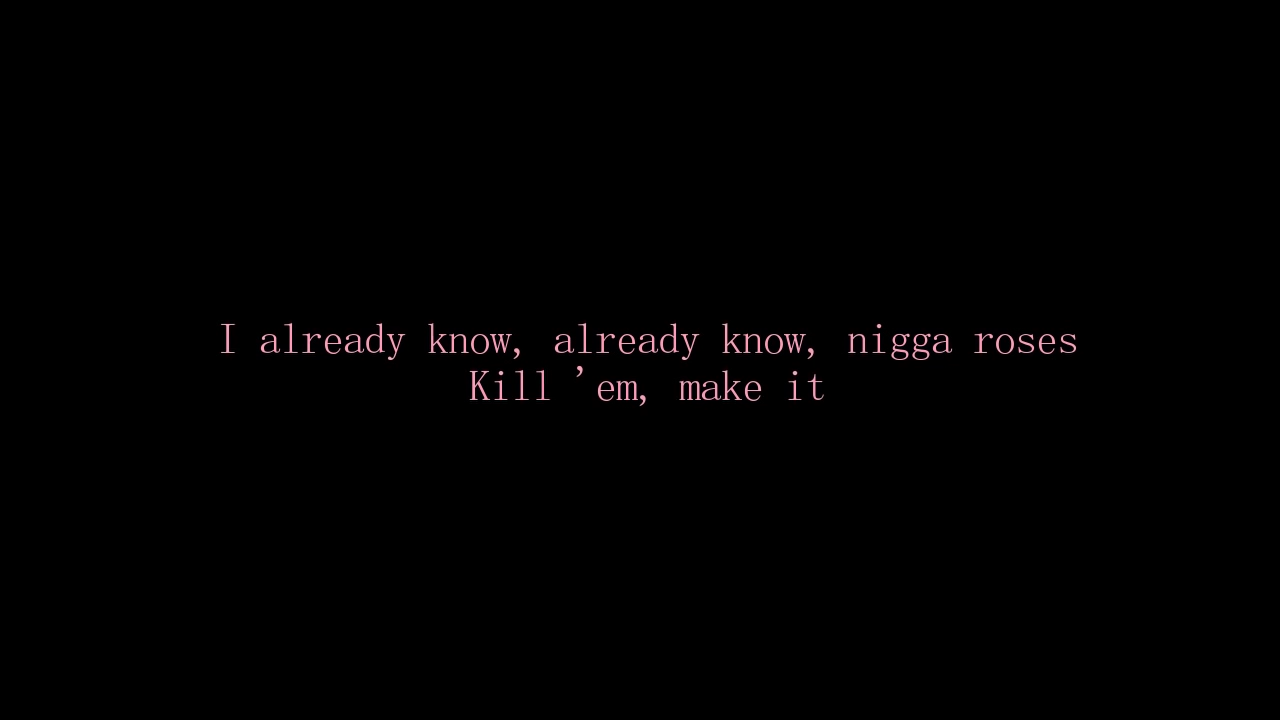 I already know, already know, nigga roses
Kill ’em, make it